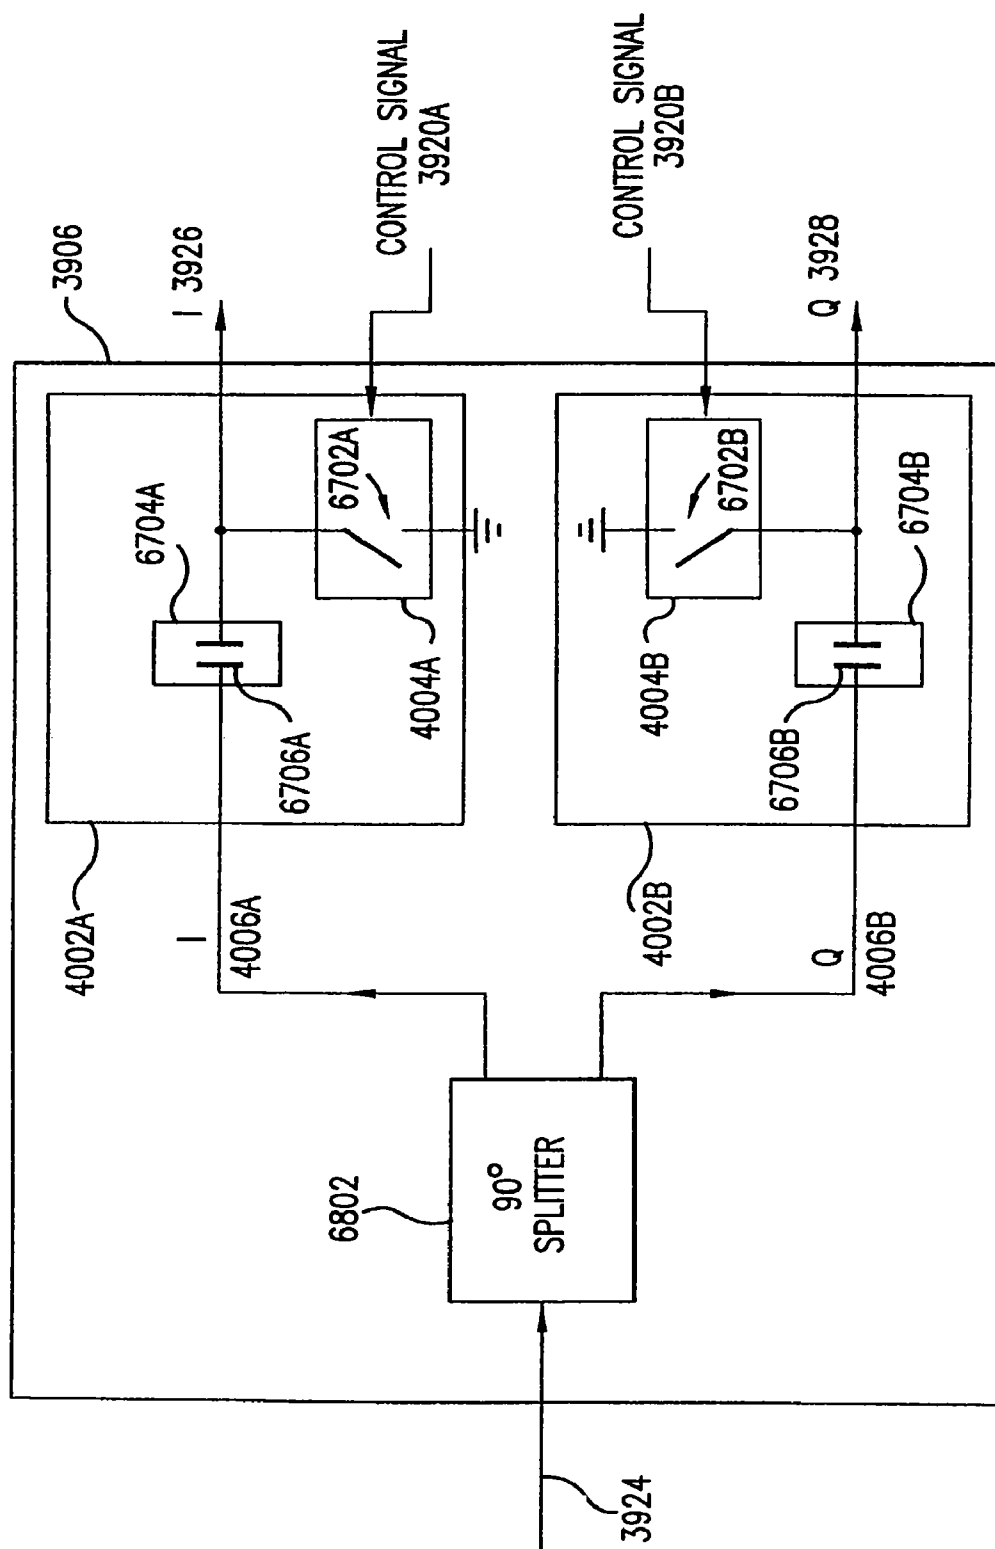 3906
I 3926
CONTROL SIGNAL
3920A
CONTROL SIGNAL
3920B
Q 3928
6704A
6702A
6706A
4004A
4002A
I
4006A
6702B
6704B
4004B
6706B
4002B
Q
4006B
6802
90°
SPLITTER
3924